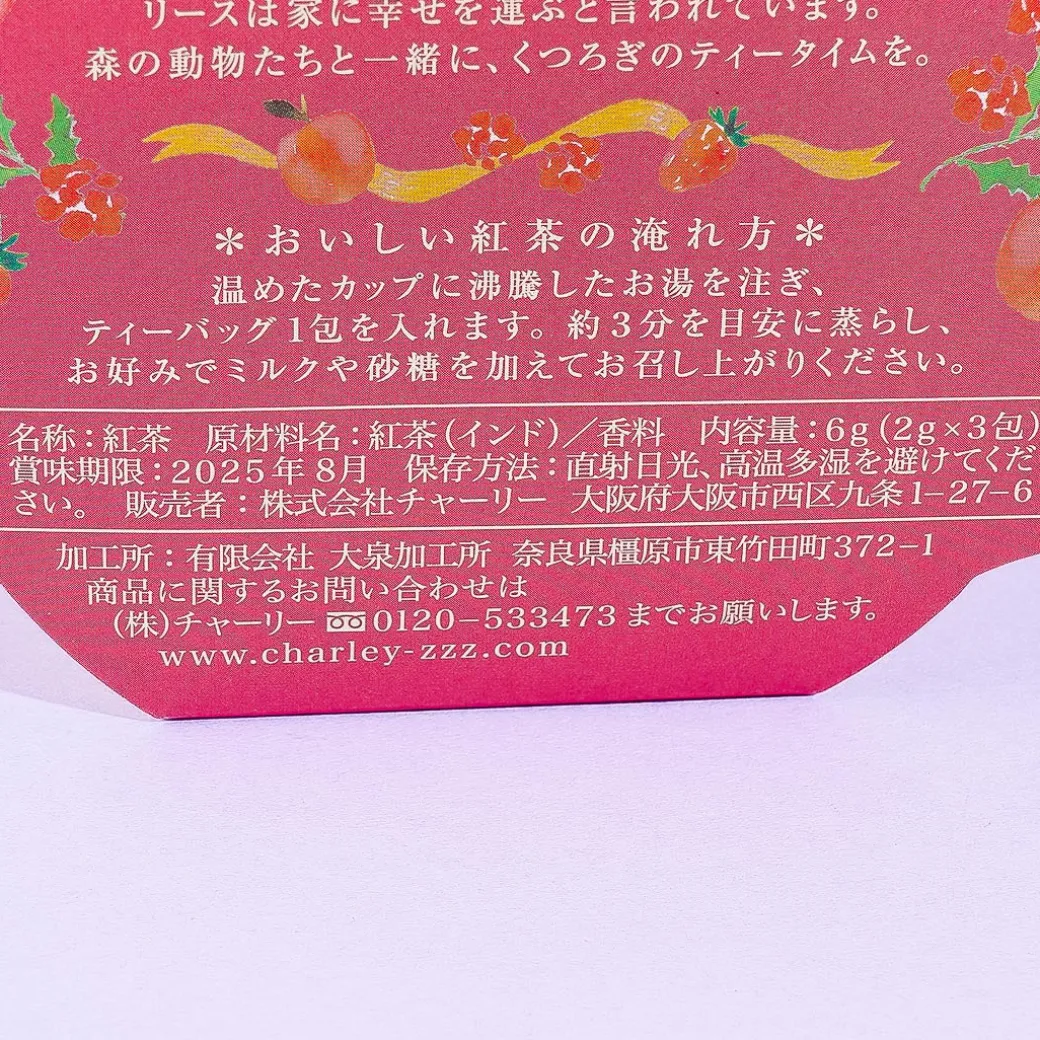 リースは家に幸せを運ぶと言われています。
森の動物たちと一緒に、くつろぎのティータイムを。
＊おいしい紅茶の淹れ方＊
温めたカップに沸騰したお湯を注ぎ、
ティーバッグ1包を入れます。約3分を目安に蒸らし、
お好みでミルクや砂糖を加えてお召し上がりください。
名称：紅茶　原材料名：紅茶(インド)／香料　内容量：6g(2g×3包)
賞味期限：2025年8月　保存方法：直射日光、高温多湿を避けてくだ
さい。　販売者：株式会社チャーリー　大阪府大阪市西区九条1-27-6
加工所：有限会社 大泉加工所 奈良県橿原市東竹田町372-1
商品に関するお問い合わせは
(株)チャーリー 0120-533473までお願いします。
www.charley-zzz.com